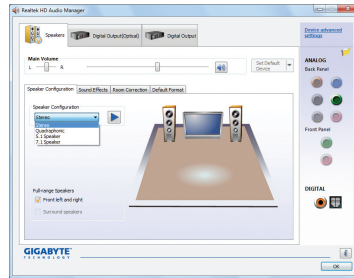 Realtek HD Audio Manager
Speakers
Digital Output(Optical)
Digital Output
Device advanced settings
Main Volume
L
R
Set Default Device
ANALOG
Back Panel
Speaker Configuration
Sound Effects
Room Correction
Default Format
Speaker Configuration
Stereo
Stereo
Quadraphonic
5.1 Speaker
7.1 Speaker
Front Panel
Full-range Speakers
Front left and right
Surround speakers
DIGITAL
GIGABYTE
TECHNOLOGY
OK